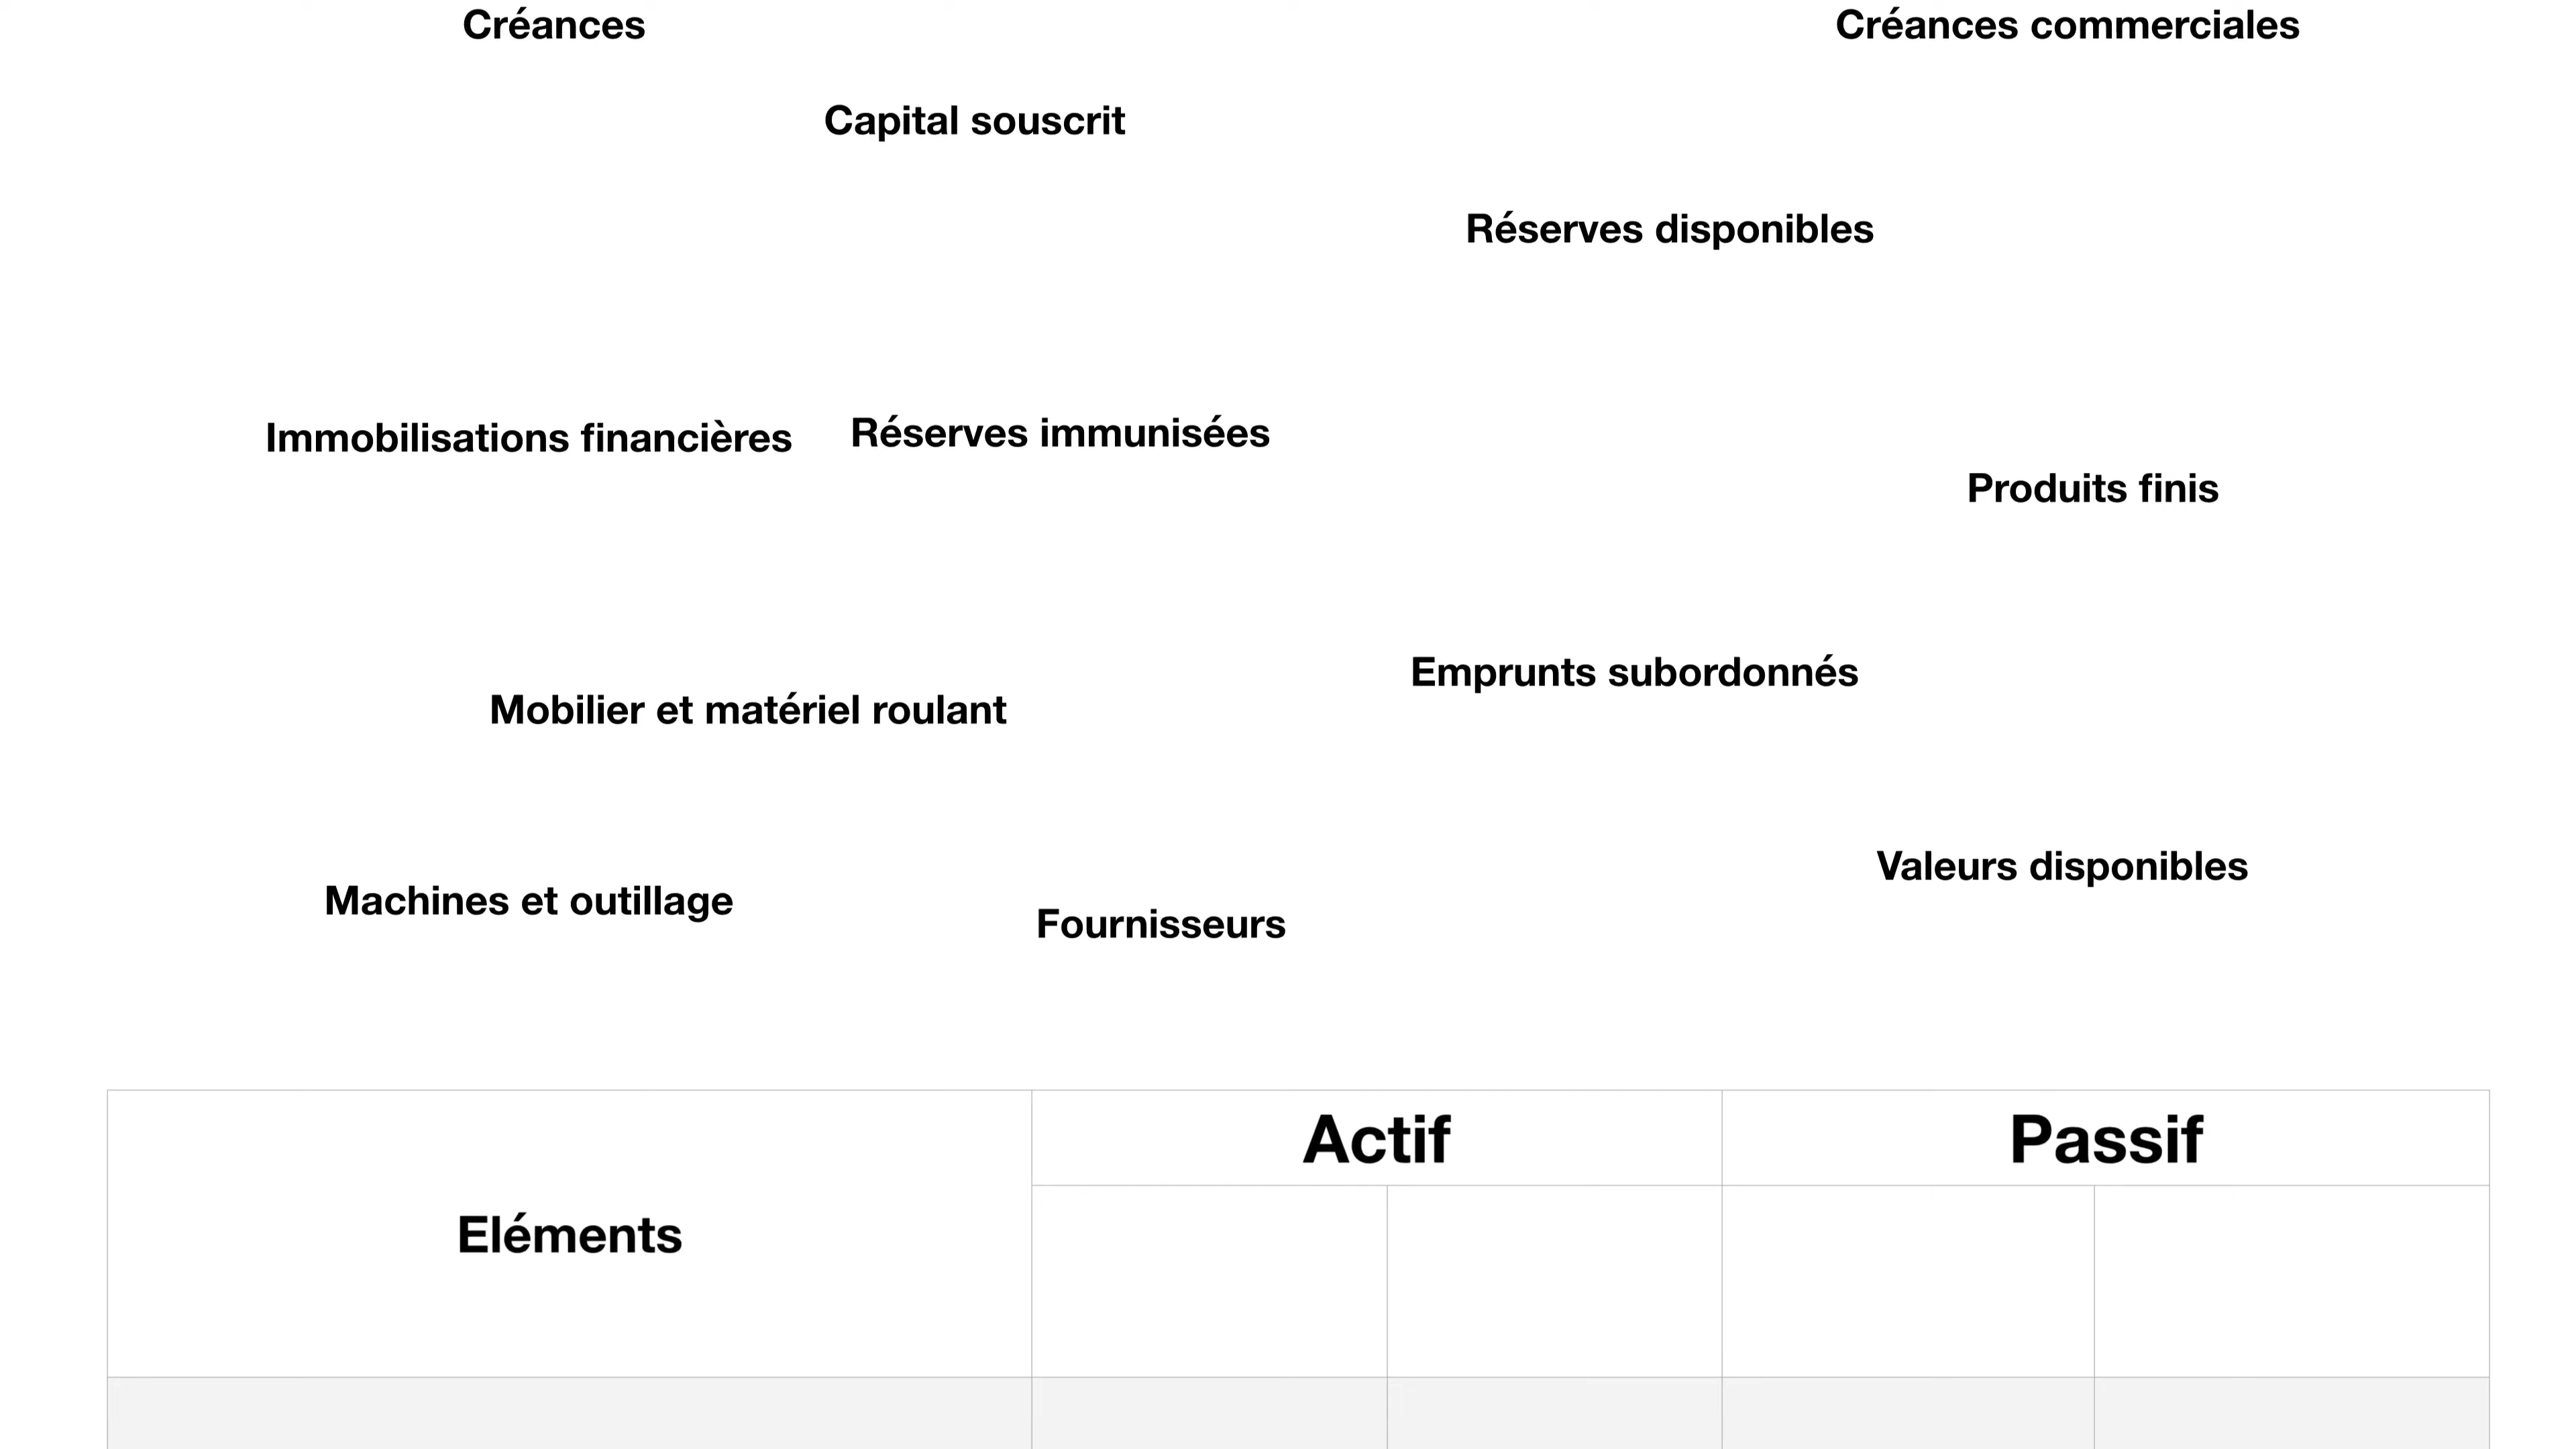 Créances
Créances commerciales
Capital souscrit
Réserves disponibles
Immobilisations financières
Réserves immunisées
Produits finis
Emprunts subordonnés
Mobilier et matériel roulant
Valeurs disponibles
Machines et outillage
Fournisseurs
Actif
Passif
Eléments